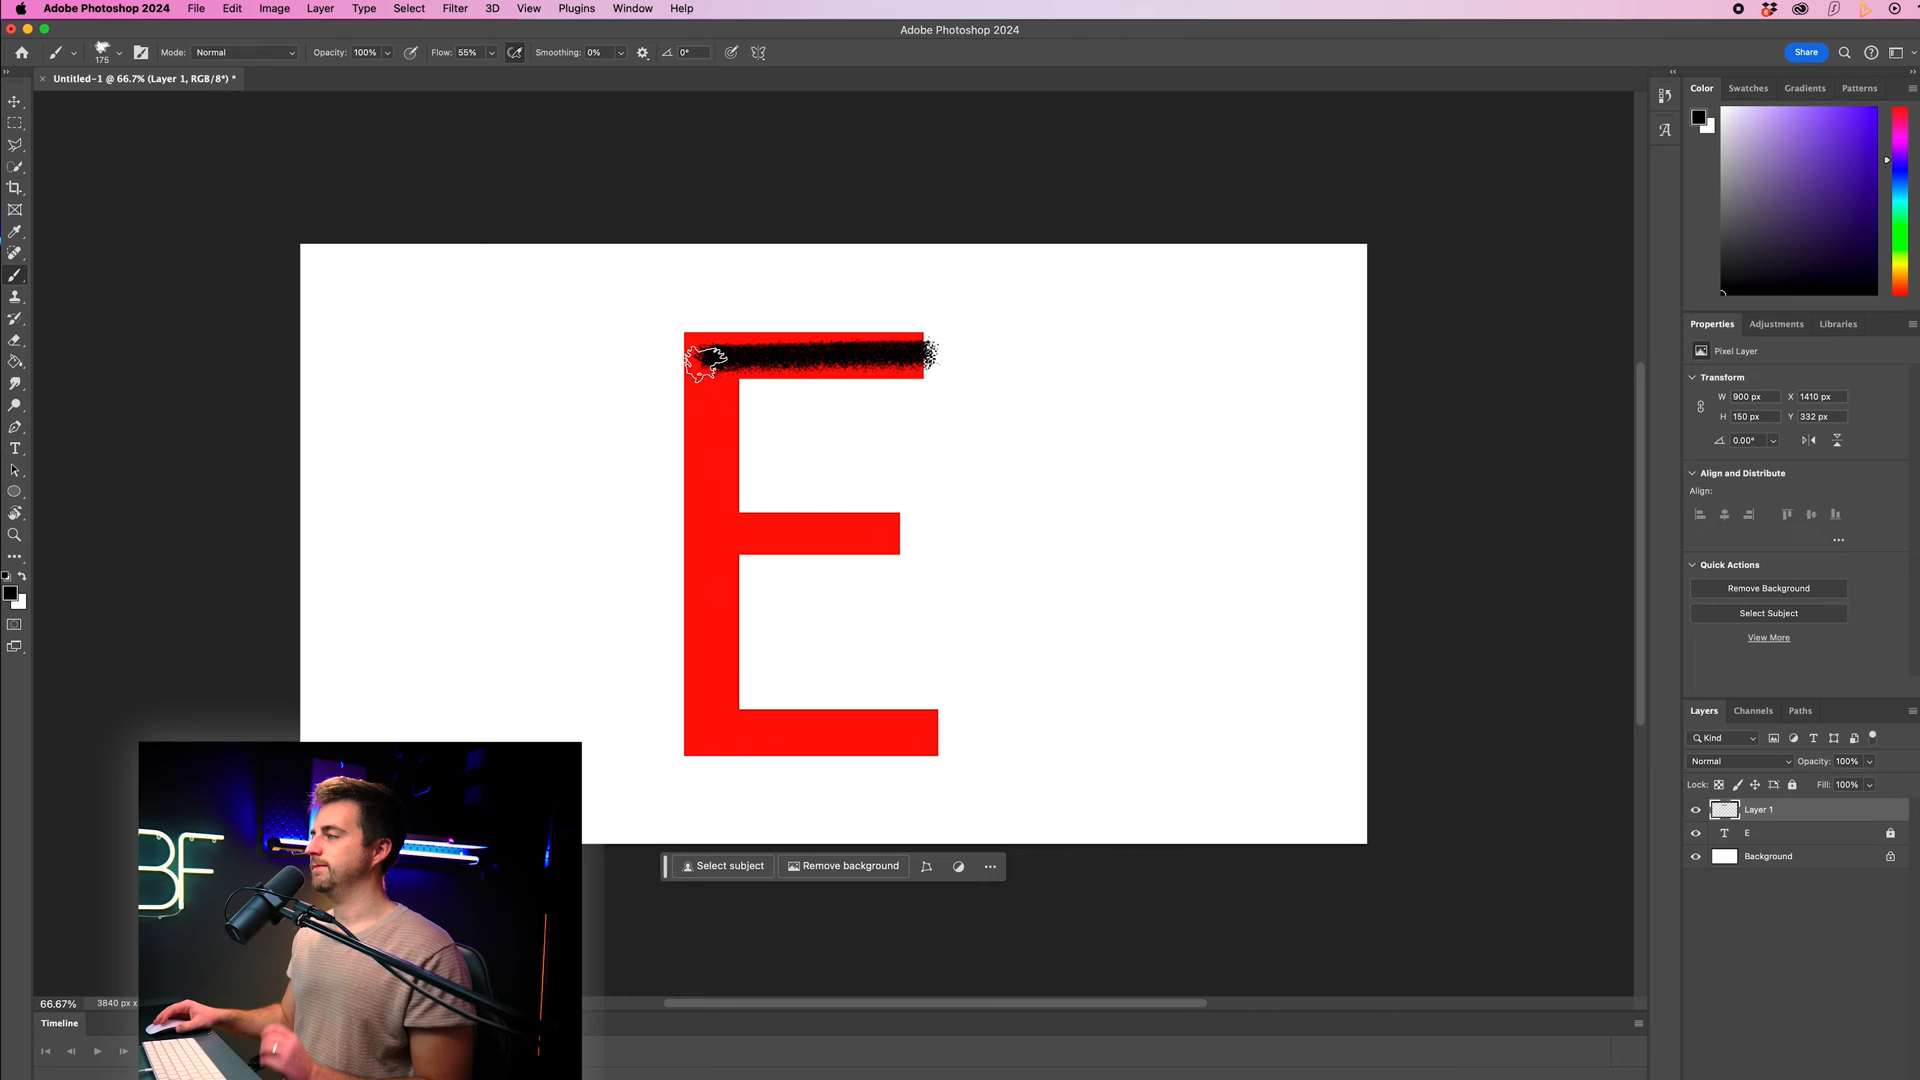 Adobe Photoshop 2024 File Edit Image Layer Type Select Filter 3D View Plugins Window Help
Adobe Photoshop 2024
175 Mode: Normal Opacity: 100% Flow: 55% Smoothing: 0% 0° Share
Untitled-1 @ 66.7% (Layer 1, RGB/8*) *
Color Swatches Gradients Patterns
Properties Adjustments Libraries
Pixel Layer
Transform
W 900 px X 1410 px
H 150 px Y 332 px
0.00°
Align and Distribute
Align:
Quick Actions
Remove Background
Select Subject
View More
Layers Channels Paths
Kind
Normal Opacity: 100%
Lock: Fill: 100%
Layer 1
T E
Background
E
Select subject Remove background
BF
66.67% 3840 px x
Timeline